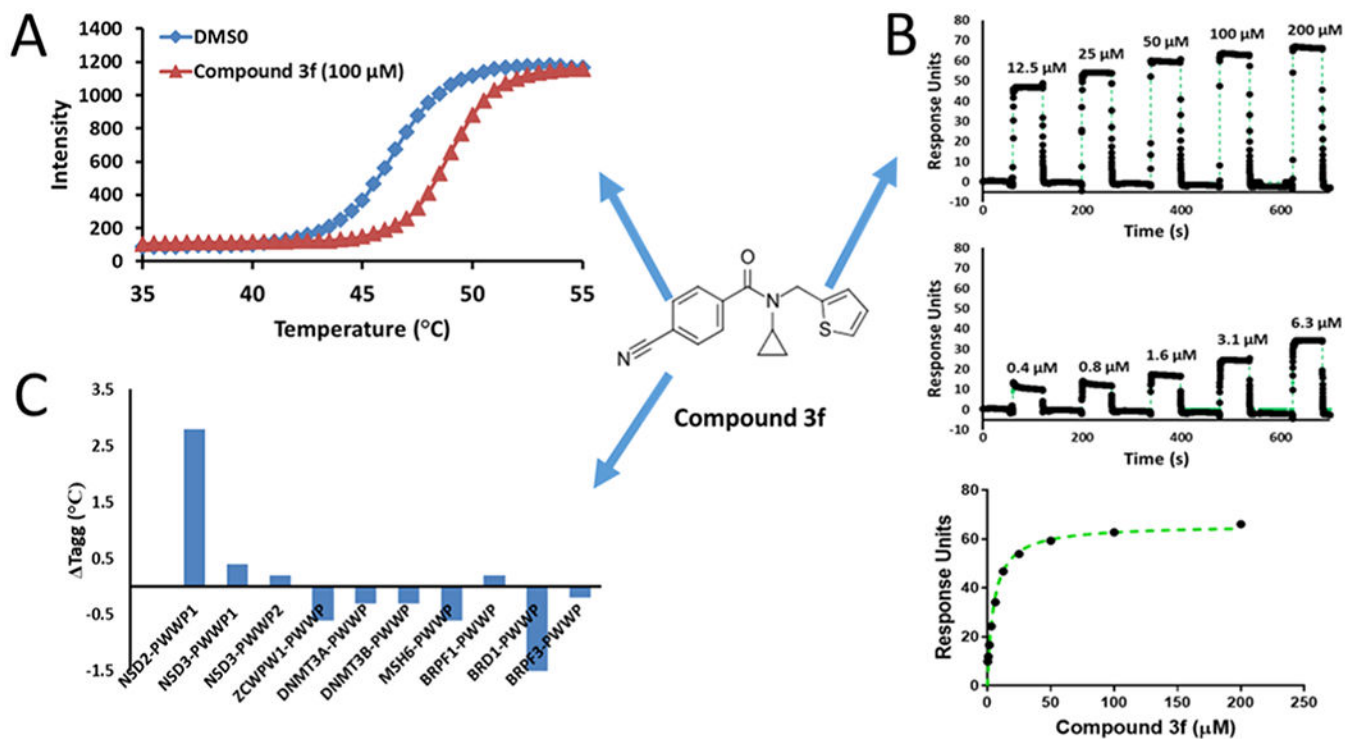 A
1400
1200
1000
800
600
400
200
0
Intensity
DMS0
Compound 3f (100 µM)
35
40
45
50
55
Temperature (°C)
B
80
70
60
50
40
30
20
10
0
-10
Response Units
12.5 µM
25 µM
50 µM
100 µM
200 µM
0
200
400
600
Time (s)
80
70
60
50
40
30
20
10
0
-10
Response Units
0.4 µM
0.8 µM
1.6 µM
3.1 µM
6.3 µM
0
200
400
600
Time (s)
80
60
40
20
0
Response Units
0
50
100
150
200
250
Compound 3f (µM)
O
N
S
N
Compound 3f
C
3.5
2.5
1.5
0.5
-0.5
-1.5
ΔTagg (°C)
NSD2-PWWP1
NSD3-PWWP1
NSD3-PWWP2
ZCWPW1-PWWP
DNMT3A-PWWP
DNMT3B-PWWP
MSH6-PWWP
BRPF1-PWWP
BRD1-PWWP
BRPF3-PWWP